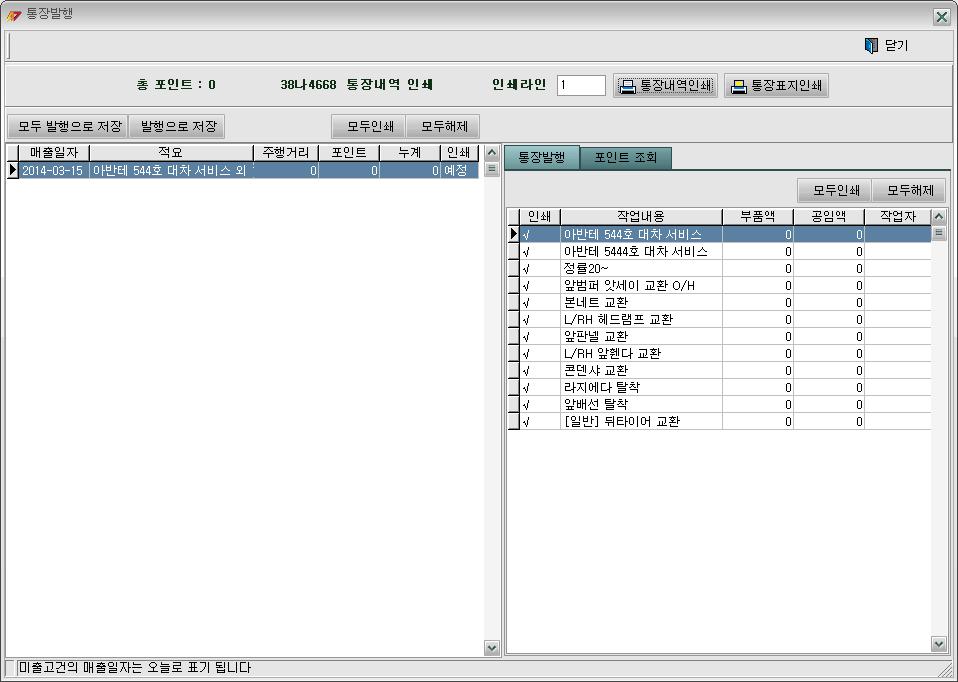 통장발행
닫기
총 포인트 : 0 38나4668 통장내역 인쇄 인쇄라인 1 통장내역인쇄 통장표지인쇄
모두 발행으로 저장 발행으로 저장 모두인쇄 모두해제
매출일자 적요 주행거리 포인트 누계 인쇄
2014-03-15 아반테 544호 대차 서비스 외 0 0 0 예정
통장발행 포인트 조회
모두인쇄 모두해제
인쇄 작업내용 부품액 공임액 작업자
√ 아반테 544호 대차 서비스 0 0
√ 아반테 5444호 대차 서비스 0 0
√ 정률20~ 0 0
√ 앞범퍼 앗세이 교환 O/H 0 0
√ 본네트 교환 0 0
√ L/RH 헤드램프 교환 0 0
√ 앞판넬 교환 0 0
√ L/RH 앞휀다 교환 0 0
√ 콘덴샤 교환 0 0
√ 라지에다 탈착 0 0
√ 앞배선 탈착 0 0
√ [일반] 뒤타이어 교환 0 0
미출고건의 매출일자는 오늘로 표기 됩니다